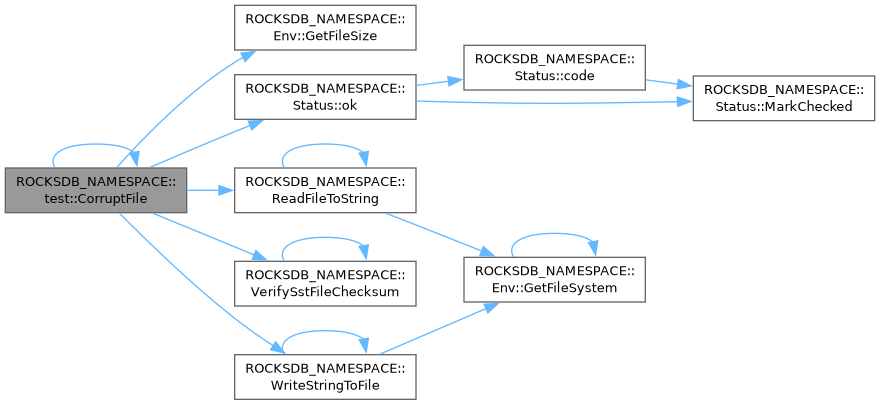 ROCKSDB_NAMESPACE::
test::CorruptFile
ROCKSDB_NAMESPACE::
Env::GetFileSize
ROCKSDB_NAMESPACE::
Status::ok
ROCKSDB_NAMESPACE::
Status::code
ROCKSDB_NAMESPACE::
Status::MarkChecked
ROCKSDB_NAMESPACE::
ReadFileToString
ROCKSDB_NAMESPACE::
VerifySstFileChecksum
ROCKSDB_NAMESPACE::
Env::GetFileSystem
ROCKSDB_NAMESPACE::
WriteStringToFile